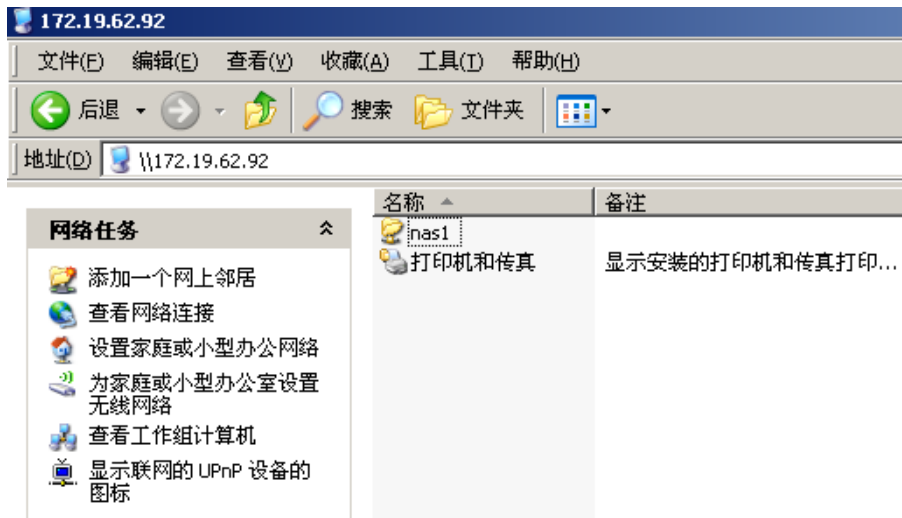 172.19.62.92
文件(F) 编辑(E) 查看(V) 收藏(A) 工具(T) 帮助(H)
后退 搜索 文件夹
地址(D) \\172.19.62.92
名称 备注
网络任务
nas1
打印机和传真 显示安装的打印机和传真打印...
添加一个网上邻居
查看网络连接
设置家庭或小型办公网络
为家庭或小型办公室设置
无线网络
查看工作组计算机
显示联网的 UPnP 设备的
图标